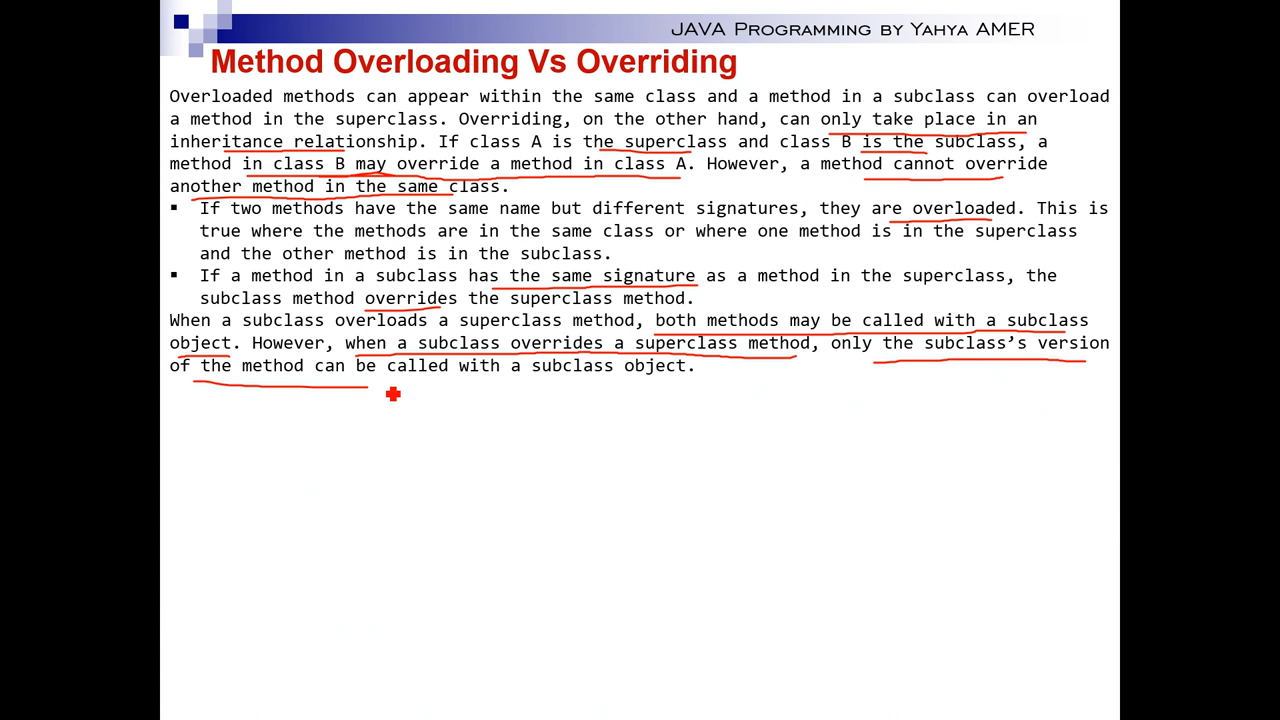 JAVA PROGRAMMING BY YAHYA AMER
Method Overloading Vs Overriding
Overloaded methods can appear within the same class and a method in a subclass can overload
a method in the superclass. Overriding, on the other hand, can only take place in an
inheritance relationship. If class A is the superclass and class B is the subclass, a
method in class B may override a method in class A. However, a method cannot override
another method in the same class.
▪ If two methods have the same name but different signatures, they are overloaded. This is
true where the methods are in the same class or where one method is in the superclass
and the other method is in the subclass.
▪ If a method in a subclass has the same signature as a method in the superclass, the
subclass method overrides the superclass method.
When a subclass overloads a superclass method, both methods may be called with a subclass
object. However, when a subclass overrides a superclass method, only the subclass’s version
of the method can be called with a subclass object.